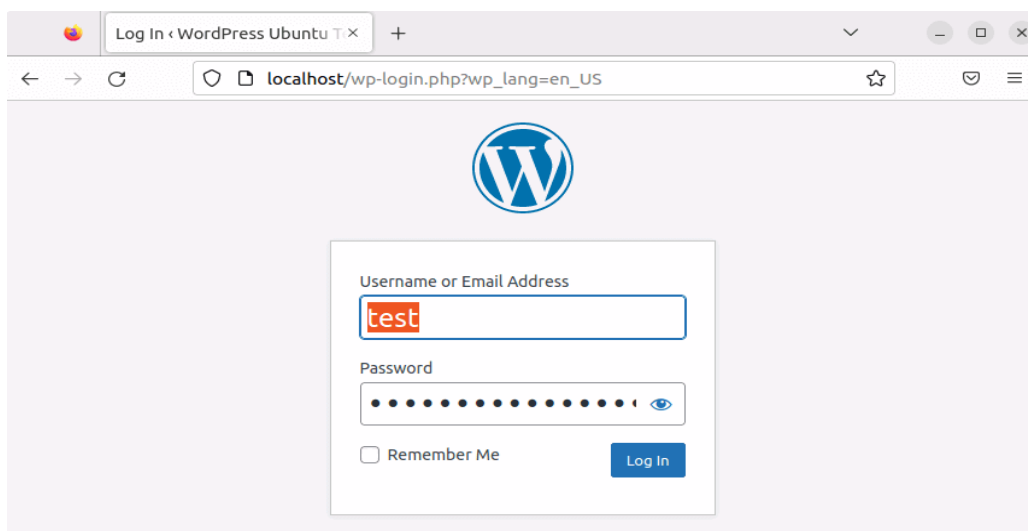 Log In ‹ WordPress Ubuntu T
localhost/wp-login.php?wp_lang=en_US
Username or Email Address
test
Password
Remember Me
Log In